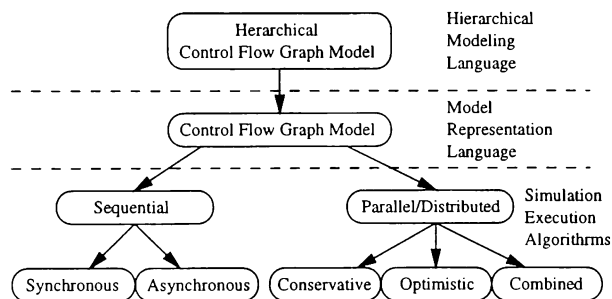 Herarchical
Control Flow Graph Model
Hierarchical
Modeling
Language
Control Flow Graph Model
Model
Representation
Language
Sequential
Parallel/Distributed
Simulation
Execution
Algorithrms
Synchronous
Asynchronous
Conservative
Optimistic
Combined